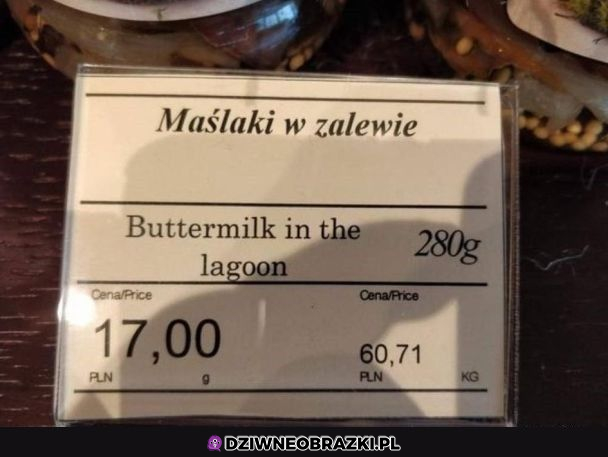 Maślaki w zalewie
Buttermilk in the
lagoon
280g
Cena/Price
Cena/Price
17,00
60,71
PLN
g
PLN
KG
DZIWNEOBRAZKI.PL